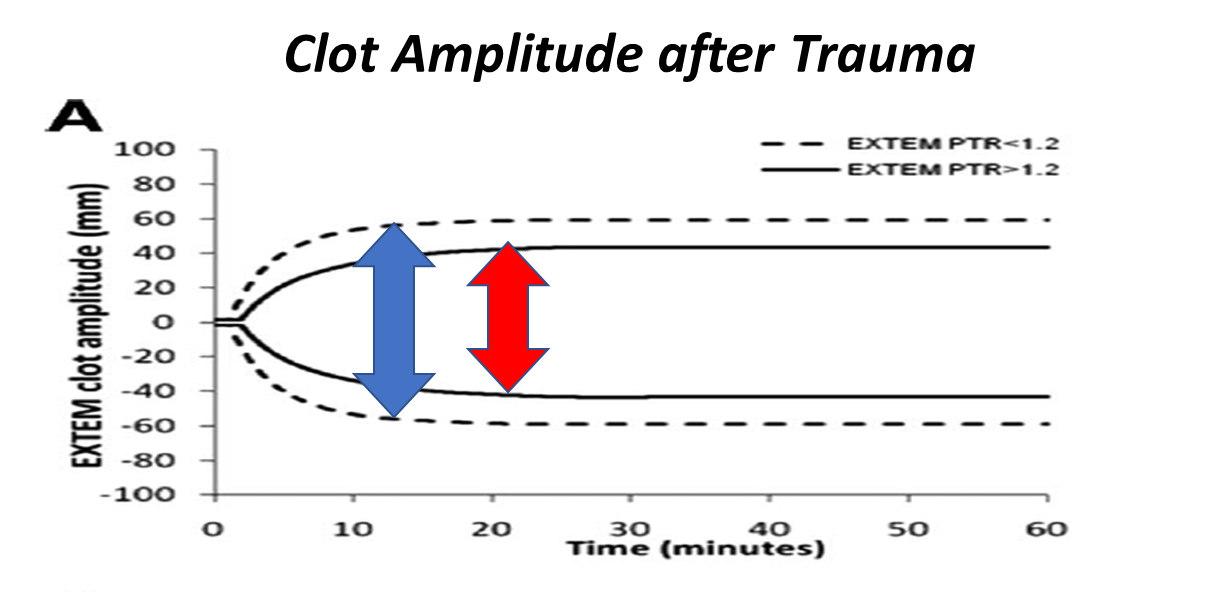 Clot Amplitude after Trauma
A
EXTEM PTR<1.2
EXTEM PTR>1.2
EXTEM clot amplitude (mm)
100
80
60
40
20
0
-20
-40
-60
-80
-100
0 10 20 30 40 50 60
Time (minutes)